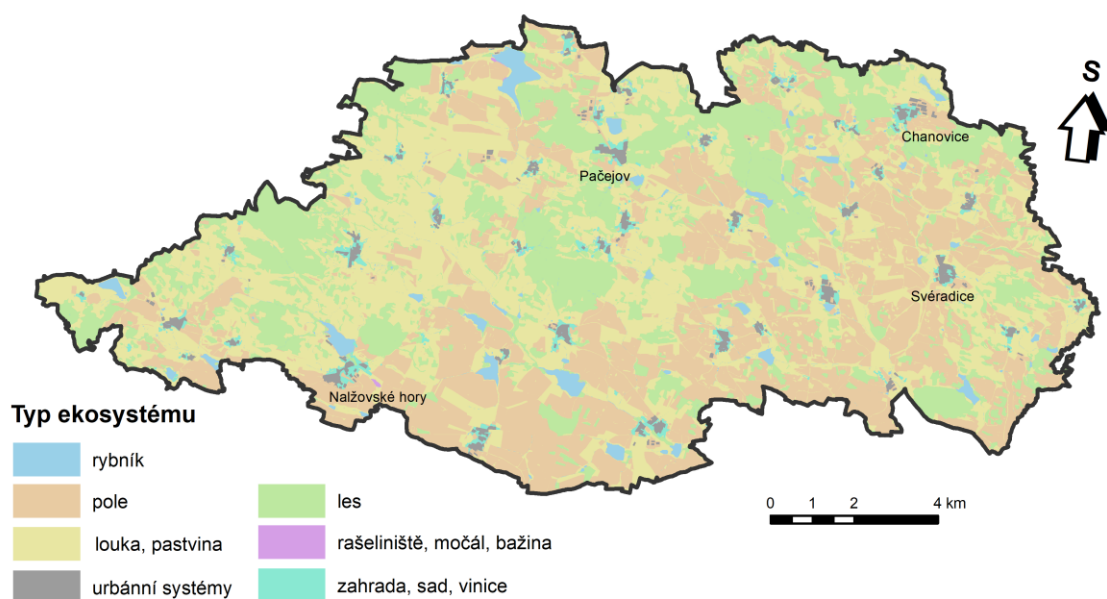 S
Chanovice
Pačejov
Svéradice
Nalžovské hory
Typ ekosystému
rybník
pole
louka, pastvina
urbánní systémy
les
rašeliniště, močál, bažina
zahrada, sad, vinice
0 1 2 4 km